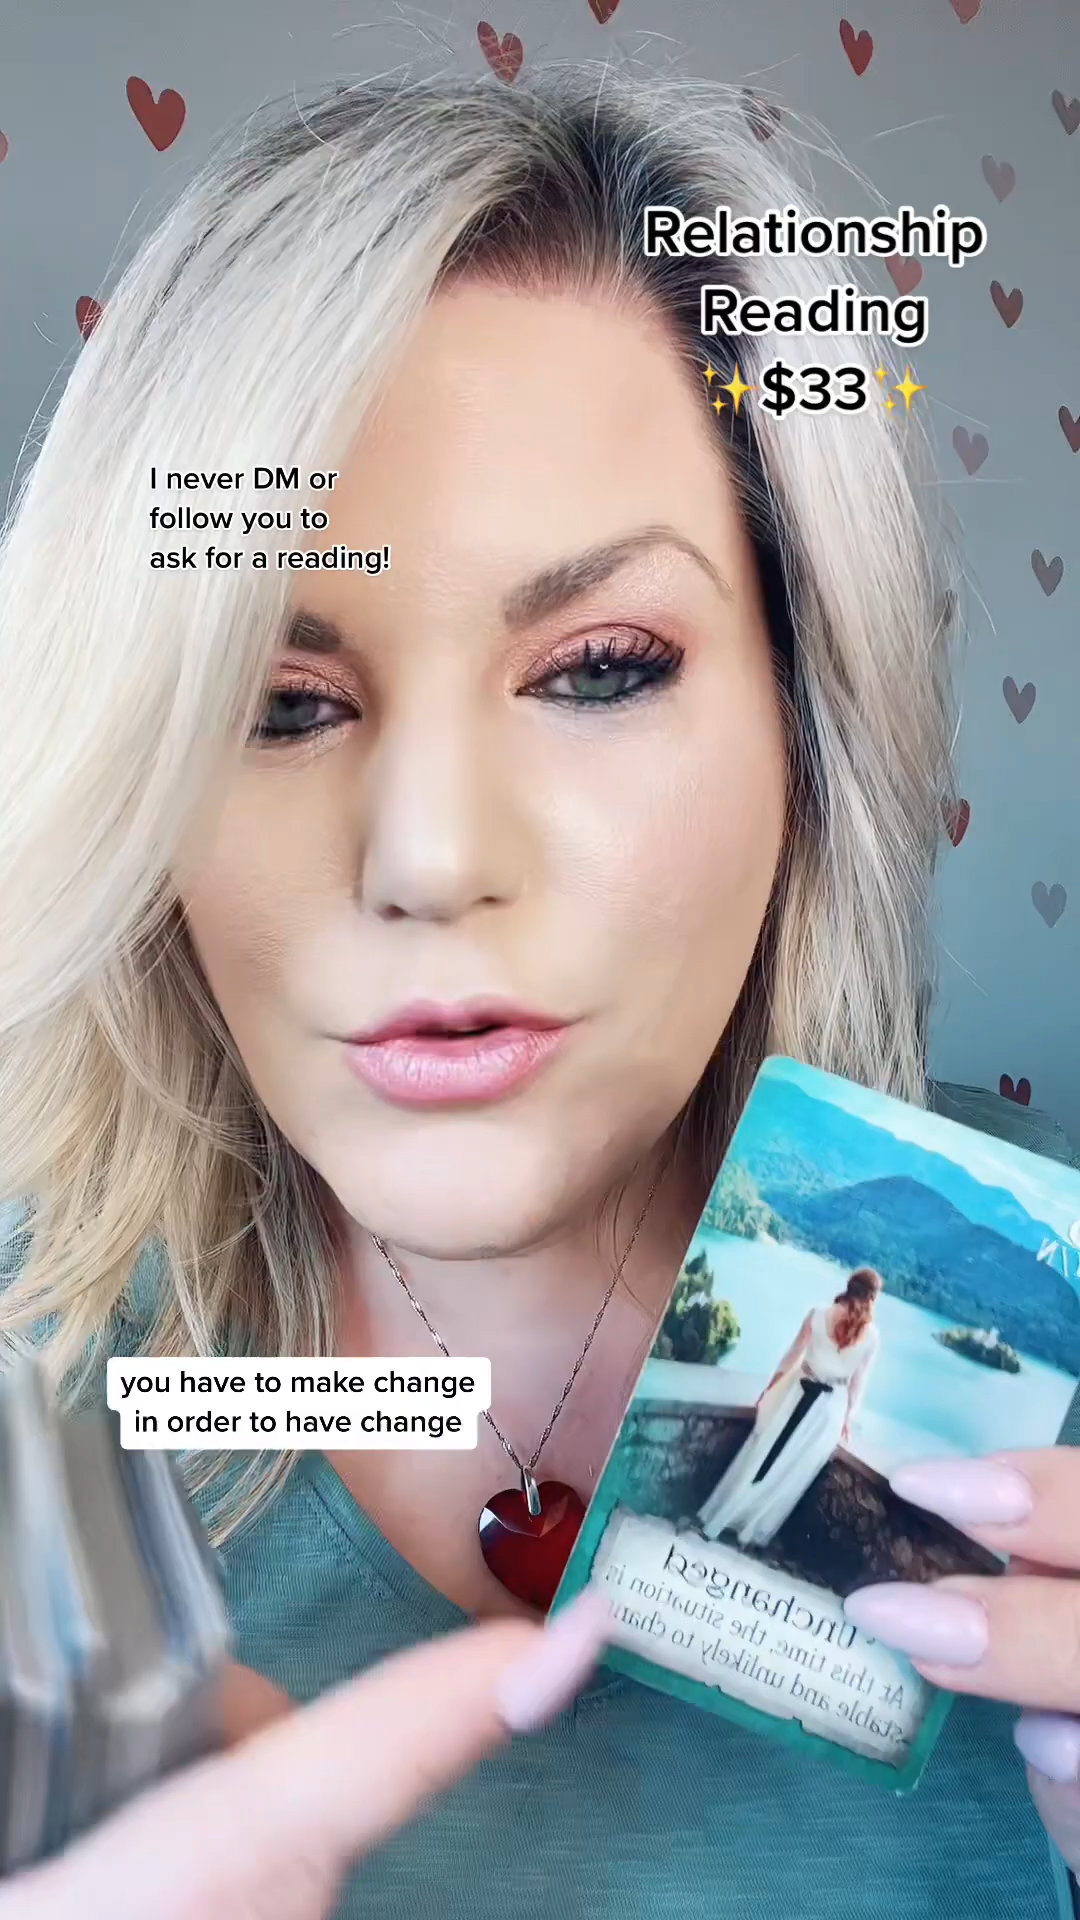 Relationship
Reading
✨$33✨
I never DM or
follow you to
ask for a reading!
you have to make change
in order to have change
Unchanged
At this time, the situation is
stable and unlikely to